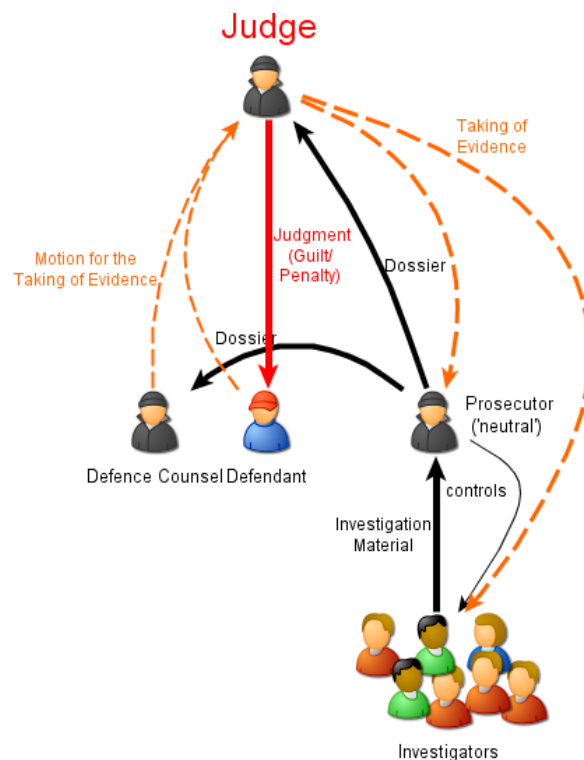 Judge
Taking of
Evidence
Judgment
(Guilt/
Penalty)
Motion for the
Taking of Evidence
Dossier
Dossier
Prosecutor
('neutral')
Defence Counsel
Defendant
controls
Investigation
Material
Investigators